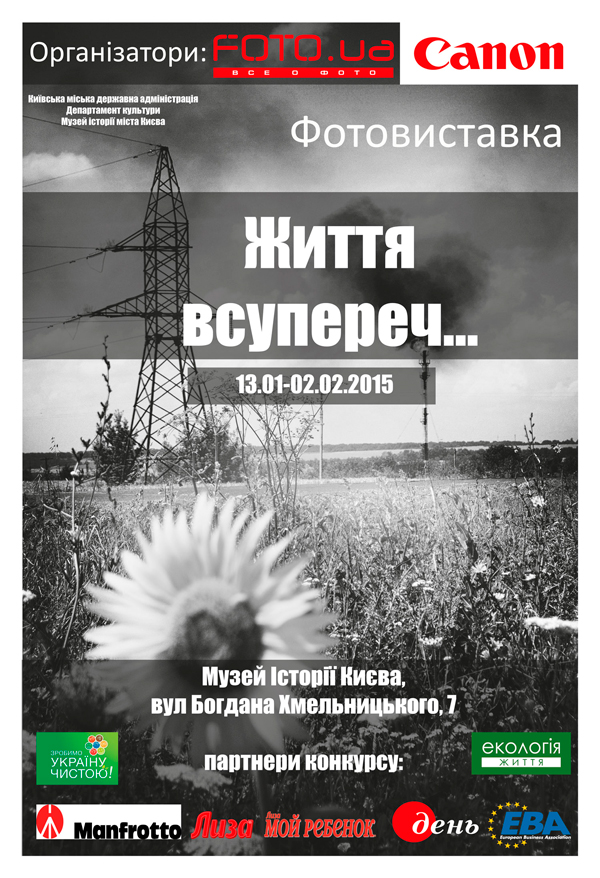 Організатори:
FOTO.ua
ВСЕ О ФОТО
Canon
Київська міська державна адміністрація
Департамент культури
Музей історії міста Києва
Фотовиставка
Життя
всупереч...
13.01-02.02.2015
Музей Історії Києва,
вул Богдана Хмельницького, 7
ЗРОБИМО
УКРАЇНУ
ЧИСТОЮ!
партнери конкурсу:
екологія
ЖИТТЯ
Manfrotto
Лиза
Лиза
МОЙ РЕБЕНОК
день
EBA
European Business Association